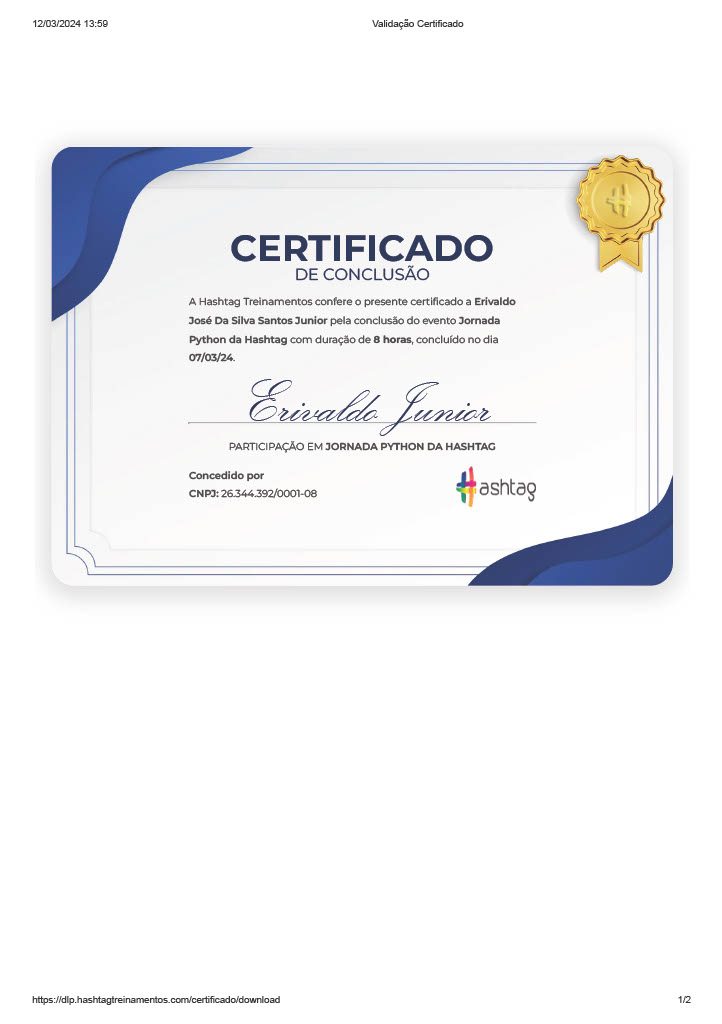 12/03/2024 13:59
Validação Certificado
CERTIFICADO
DE CONCLUSÃO
A Hashtag Treinamentos confere o presente certificado a Erivaldo
José Da Silva Santos Junior pela conclusão do evento Jornada
Python da Hashtag com duração de 8 horas, concluído no dia
07/03/24.
Erivaldo Junior
PARTICIPAÇÃO EM JORNADA PYTHON DA HASHTAG
Concedido por
CNPJ: 26.344.392/0001-08
#ashtag
https://dlp.hashtagtreinamentos.com/certificado/download
1/2